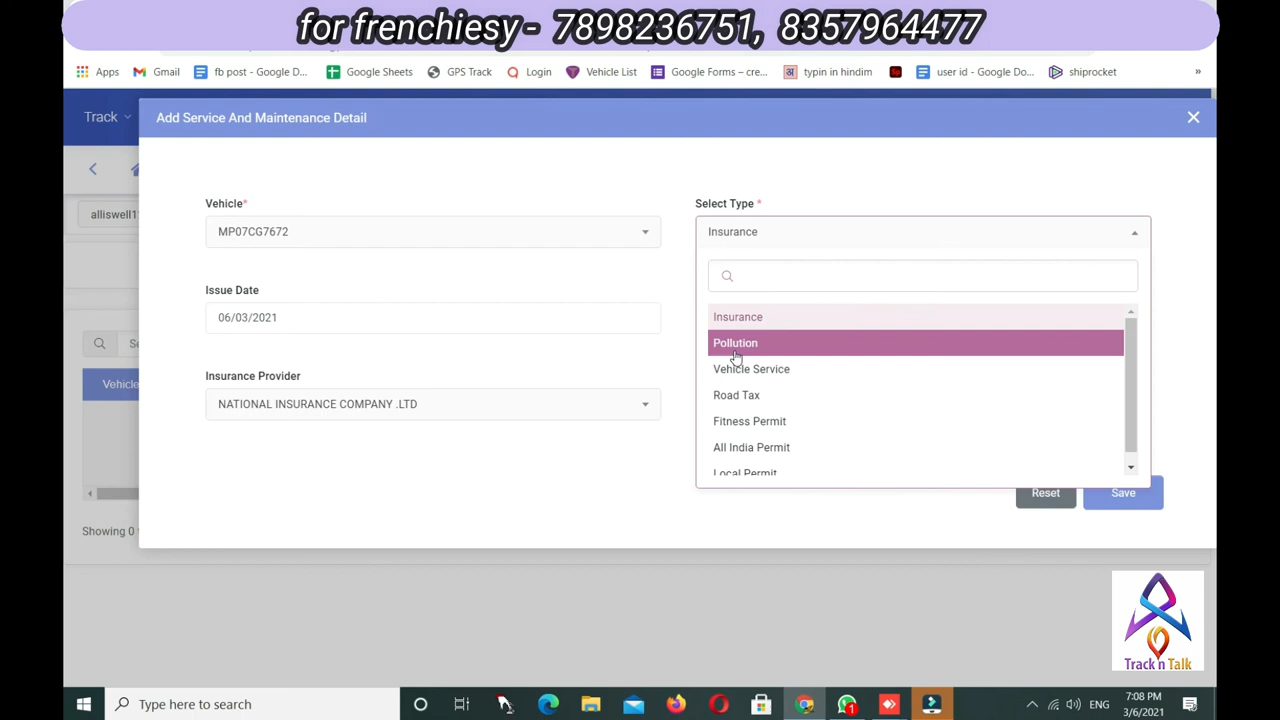 for frenchiesy - 7898236751, 8357964477
Apps Gmail fb post - Google D... Google Sheets GPS Track Login Vehicle List Google Forms – cre... typin in hindim Sp user id - Google Do... shiprocket »
Track
Add Service And Maintenance Detail
alliswell1
Vehicle* Select Type *
MP07CG7672 Insurance
Issue Date
06/03/2021
Insurance
Se
Pollution
Vehicle Service
Insurance Provider
Vehicle
Road Tax
NATIONAL INSURANCE COMPANY .LTD
Fitness Permit
All India Permit
Local Permit
Reset Save
Showing 0
Track n Talk
Type here to search
1
ENG
7:08 PM
3/6/2021